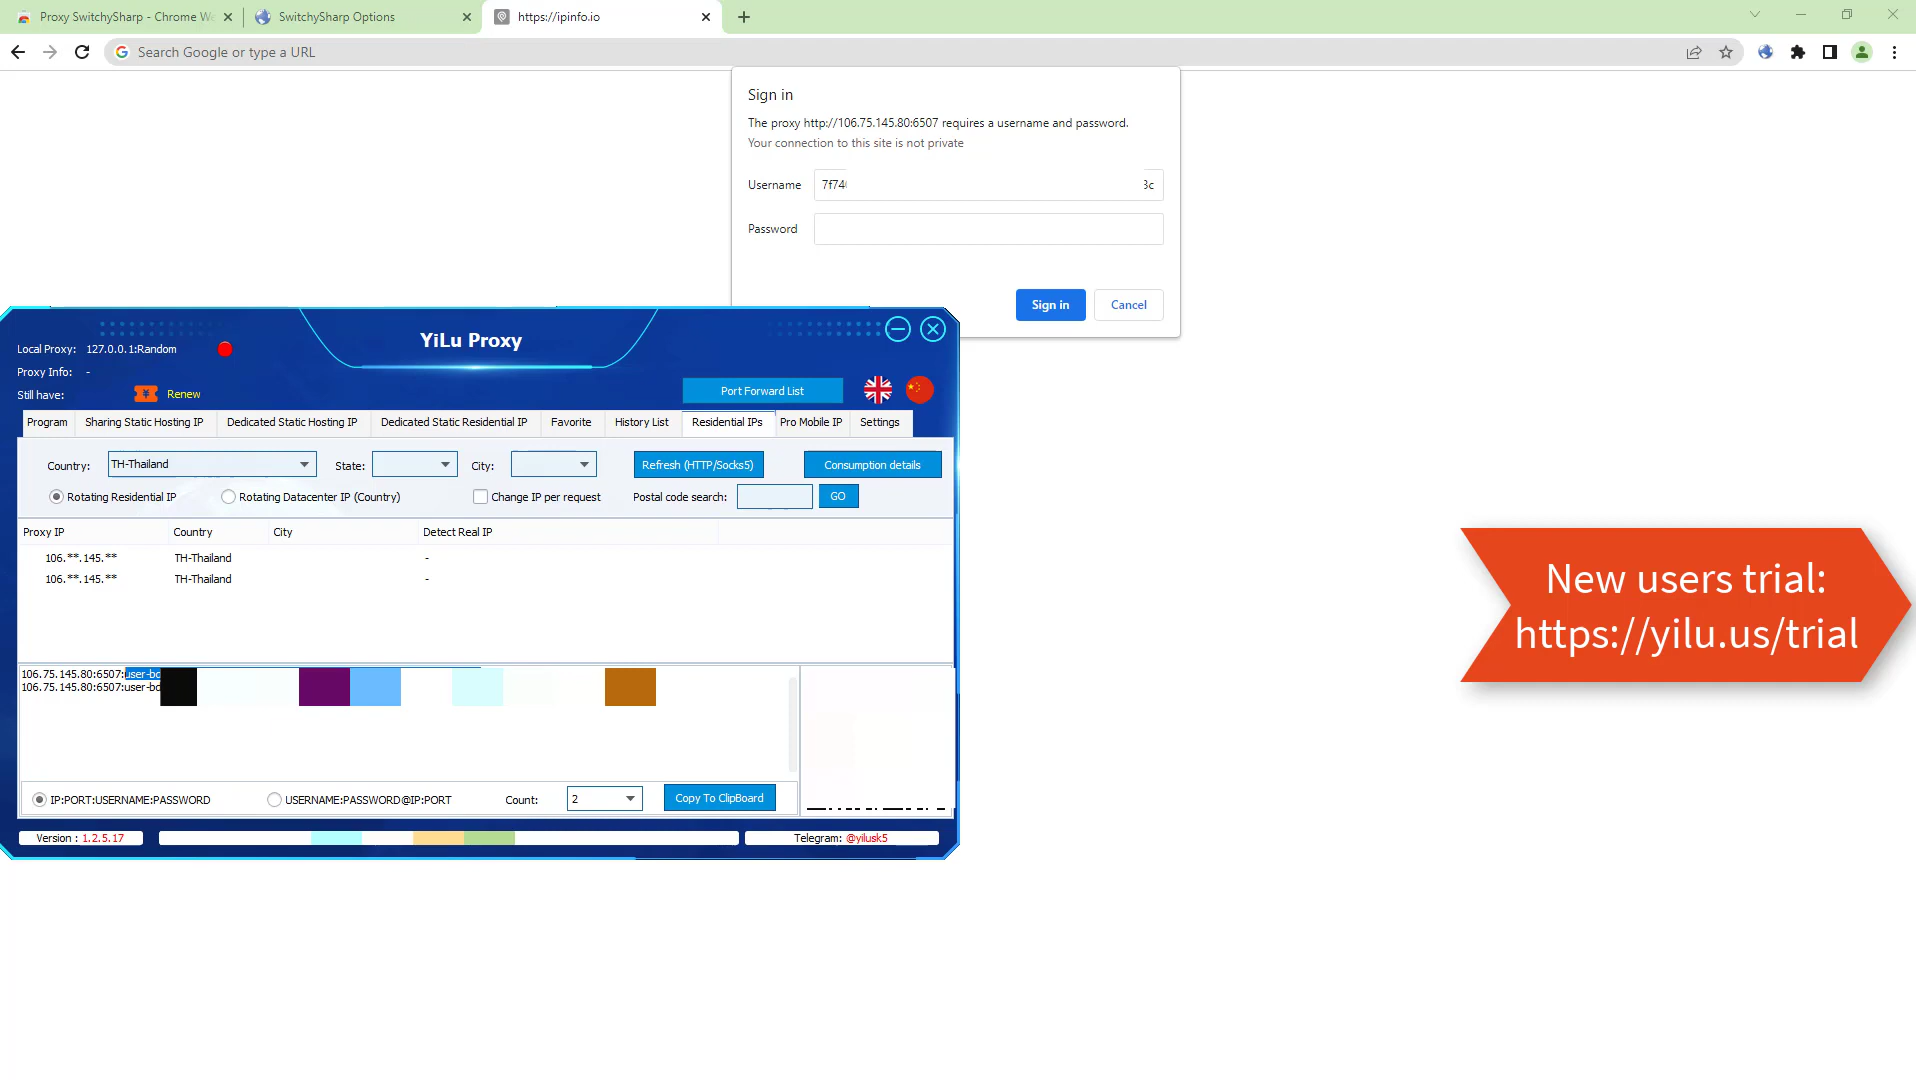 Proxy SwitchySharp - Chrome We
SwitchySharp Options
https://ipinfo.io
Search Google or type a URL
Sign in
The proxy http://106.75.145.80:6507 requires a username and password.
Your connection to this site is not private
Username
7f74
3c
Password
Sign in
Cancel
YiLu Proxy
Local Proxy: 127.0.0.1:Random
Proxy Info: -
Still have:
Renew
Port Forward List
Program
Sharing Static Hosting IP
Dedicated Static Hosting IP
Dedicated Static Residential IP
Favorite
History List
Residential IPs
Pro Mobile IP
Settings
Country: TH-Thailand
State:
City:
Refresh (HTTP/Socks5)
Consumption details
Rotating Residential IP
Rotating Datacenter IP (Country)
Change IP per request
Postal code search:
GO
Proxy IP Country City Detect Real IP
106.**.145.** TH-Thailand -
106.**.145.** TH-Thailand -
106.75.145.80:6507:user-bc
106.75.145.80:6507:user-bc
IP:PORT:USERNAME:PASSWORD
USERNAME:PASSWORD@IP:PORT
Count: 2
Copy To ClipBoard
Version : 1.2.5.17
Telegram: @yilusk5
New users trial:
https://yilu.us/trial